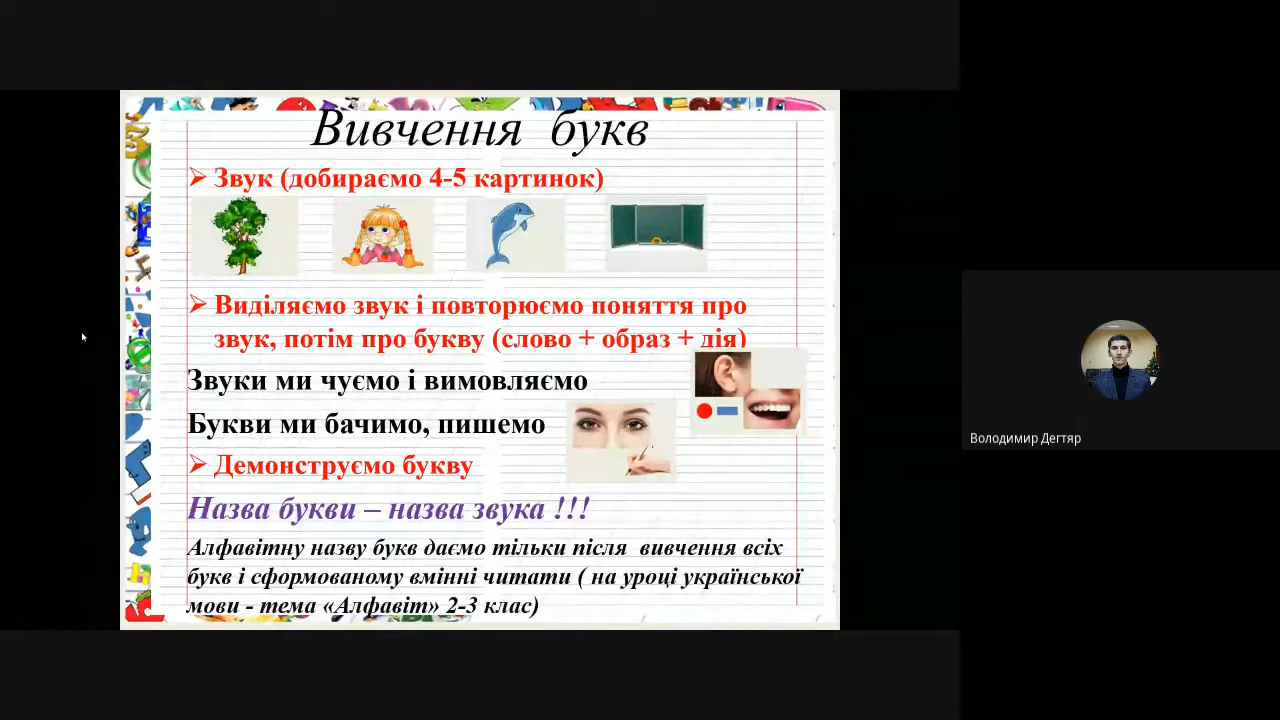 Вивчення букв
Звук (добираємо 4-5 картинок)
Виділяємо звук і повторюємо поняття про
звук, потім про букву (слово + образ + дія)
Звуки ми чуємо і вимовляємо
Букви ми бачимо, пишемо
Демонструємо букву
Назва букви – назва звука !!!
Алфавітну назву букв даємо тільки після вивчення всіх
букв і сформованому вмінні читати ( на уроці української
мови - тема «Алфавіт» 2-3 клас)
Володимир Дегтяр